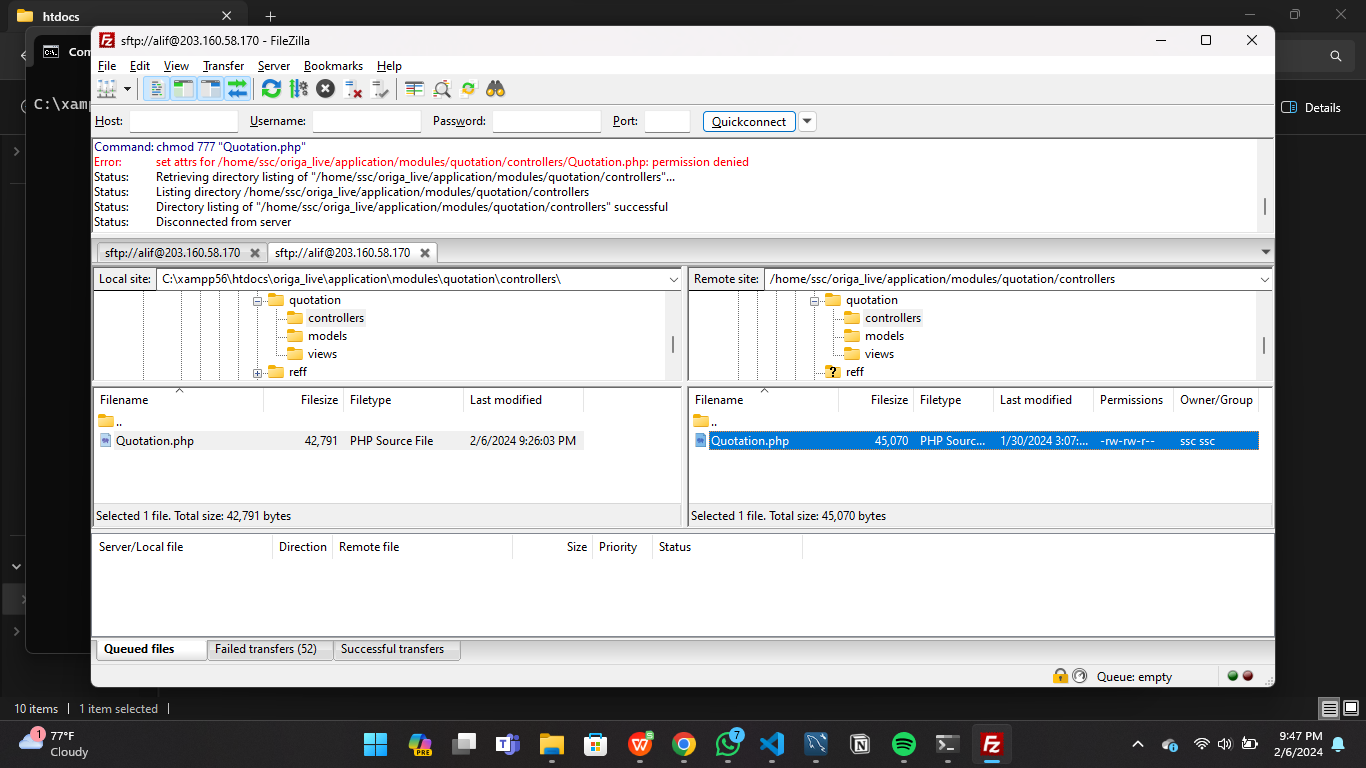 htdocs
Com
sftp://alif@203.160.58.170 - FileZilla
File Edit View Transfer Server Bookmarks Help
C:\xamp
Host: Username: Password: Port: Quickconnect
Details
Command: chmod 777 "Quotation.php"
Error: set attrs for /home/ssc/origa_live/application/modules/quotation/controllers/Quotation.php: permission denied
Status: Retrieving directory listing of "/home/ssc/origa_live/application/modules/quotation/controllers"...
Status: Listing directory /home/ssc/origa_live/application/modules/quotation/controllers
Status: Directory listing of "/home/ssc/origa_live/application/modules/quotation/controllers" successful
Status: Disconnected from server
sftp://alif@203.160.58.170 sftp://alif@203.160.58.170
Local site: C:\xampp56\htdocs\origa_live\application\modules\quotation\controllers\
quotation
controllers
models
views
reff
Filename Filesize Filetype Last modified
..
Quotation.php 42,791 PHP Source File 2/6/2024 9:26:03 PM
Selected 1 file. Total size: 42,791 bytes
Remote site: /home/ssc/origa_live/application/modules/quotation/controllers
quotation
controllers
models
views
? reff
Filename Filesize Filetype Last modified Permissions Owner/Group
..
Quotation.php 45,070 PHP Sourc... 1/30/2024 3:07:... -rw-rw-r-- ssc ssc
Selected 1 file. Total size: 45,070 bytes
Server/Local file Direction Remote file Size Priority Status
Queued files Failed transfers (52) Successful transfers
Queue: empty
10 items 1 item selected
1 77°F
Cloudy
PRE
7
9:47 PM
2/6/2024